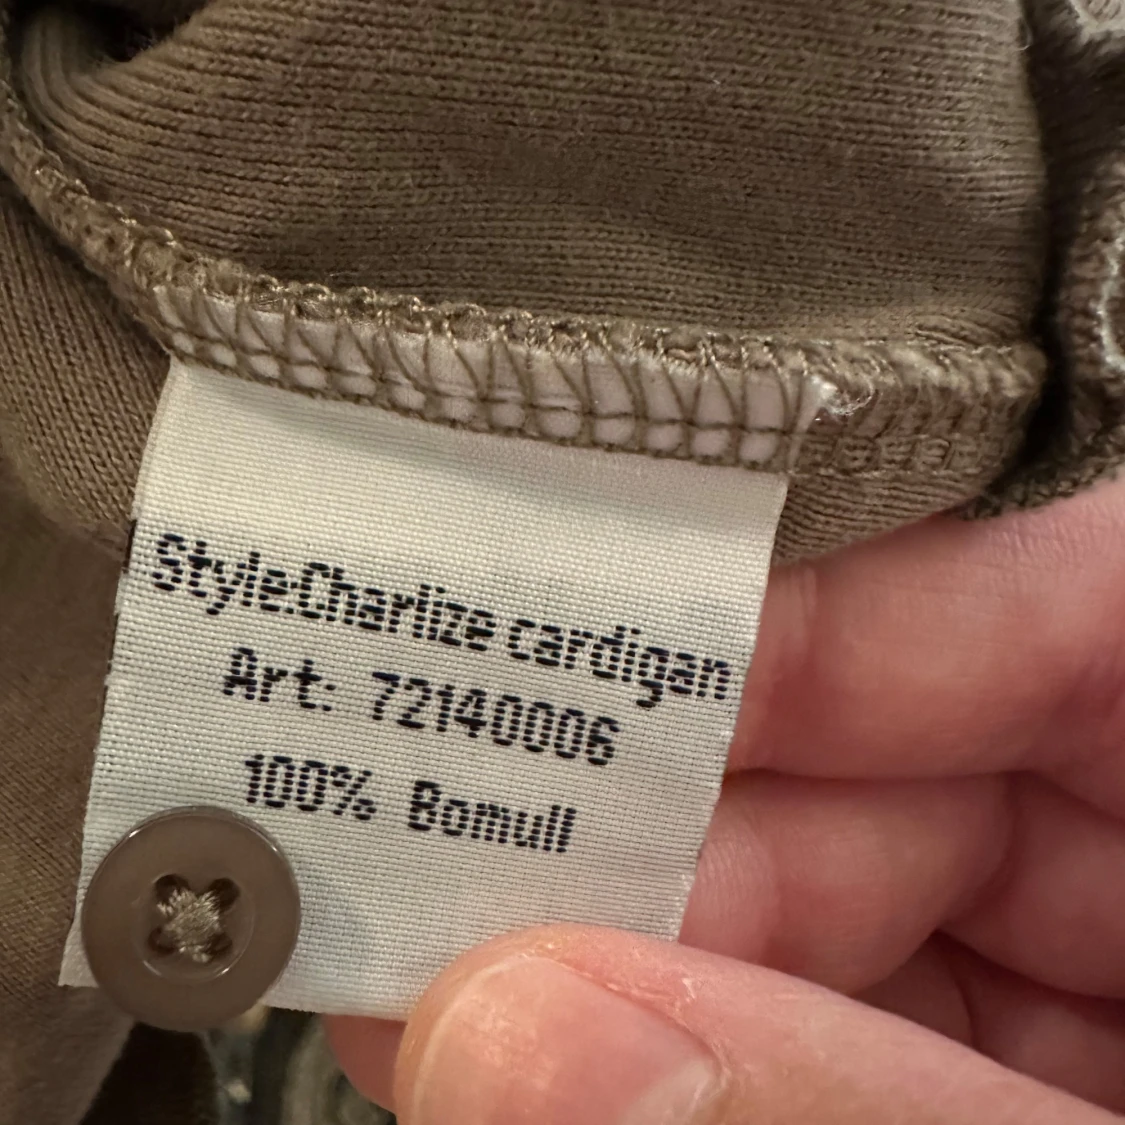 Style:Charlize cardigan
Art: 72140006
100% Bomull